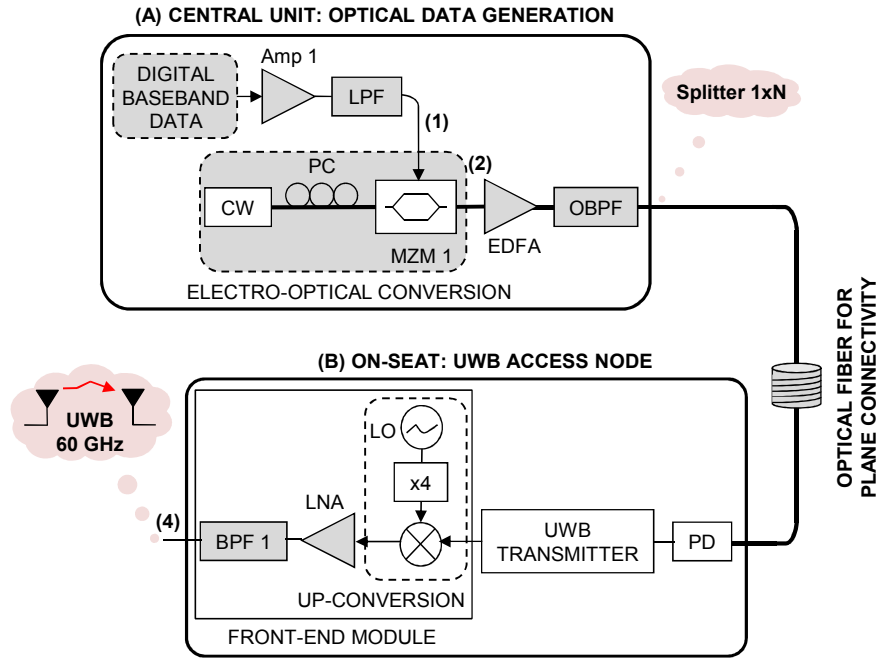 (A) CENTRAL UNIT: OPTICAL DATA GENERATION
DIGITAL
BASEBAND
DATA
Amp 1
LPF
(1)
Splitter 1xN
PC
(2)
CW
MZM 1
EDFA
OBPF
ELECTRO-OPTICAL CONVERSION
OPTICAL FIBER FOR
PLANE CONNECTIVITY
(B) ON-SEAT: UWB ACCESS NODE
UWB
60 GHz
LO
x4
LNA
(4)
BPF 1
UWB
TRANSMITTER
PD
UP-CONVERSION
FRONT-END MODULE